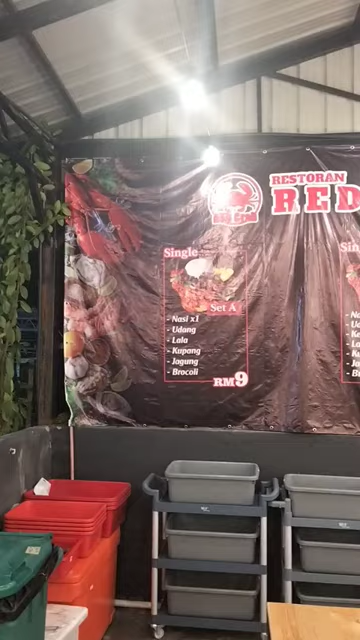 RESTORAN
RED
Single
Set A
- Nasi x1
- Udang
- Lala
- Kupang
- Jagung
- Brocoli
RM9